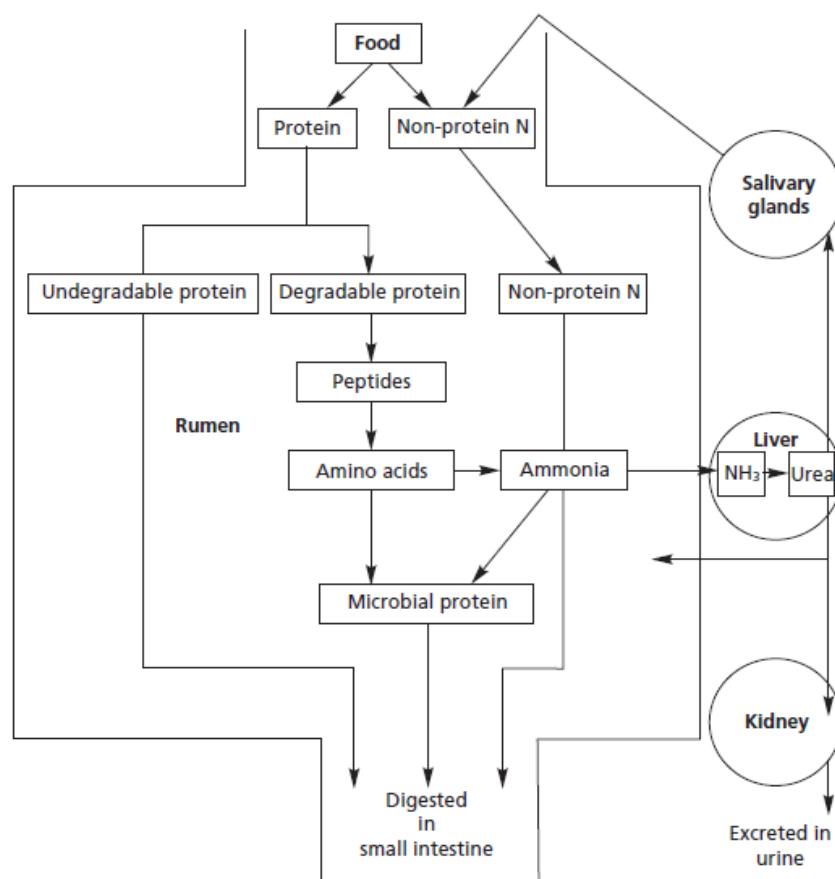 Food
Protein
Non-protein N
Salivary
glands
Undegradable protein
Degradable protein
Non-protein N
Peptides
Rumen
Liver
Amino acids
Ammonia
NH₃
Urea
Microbial protein
Kidney
Digested
in
small intestine
Excreted in
urine